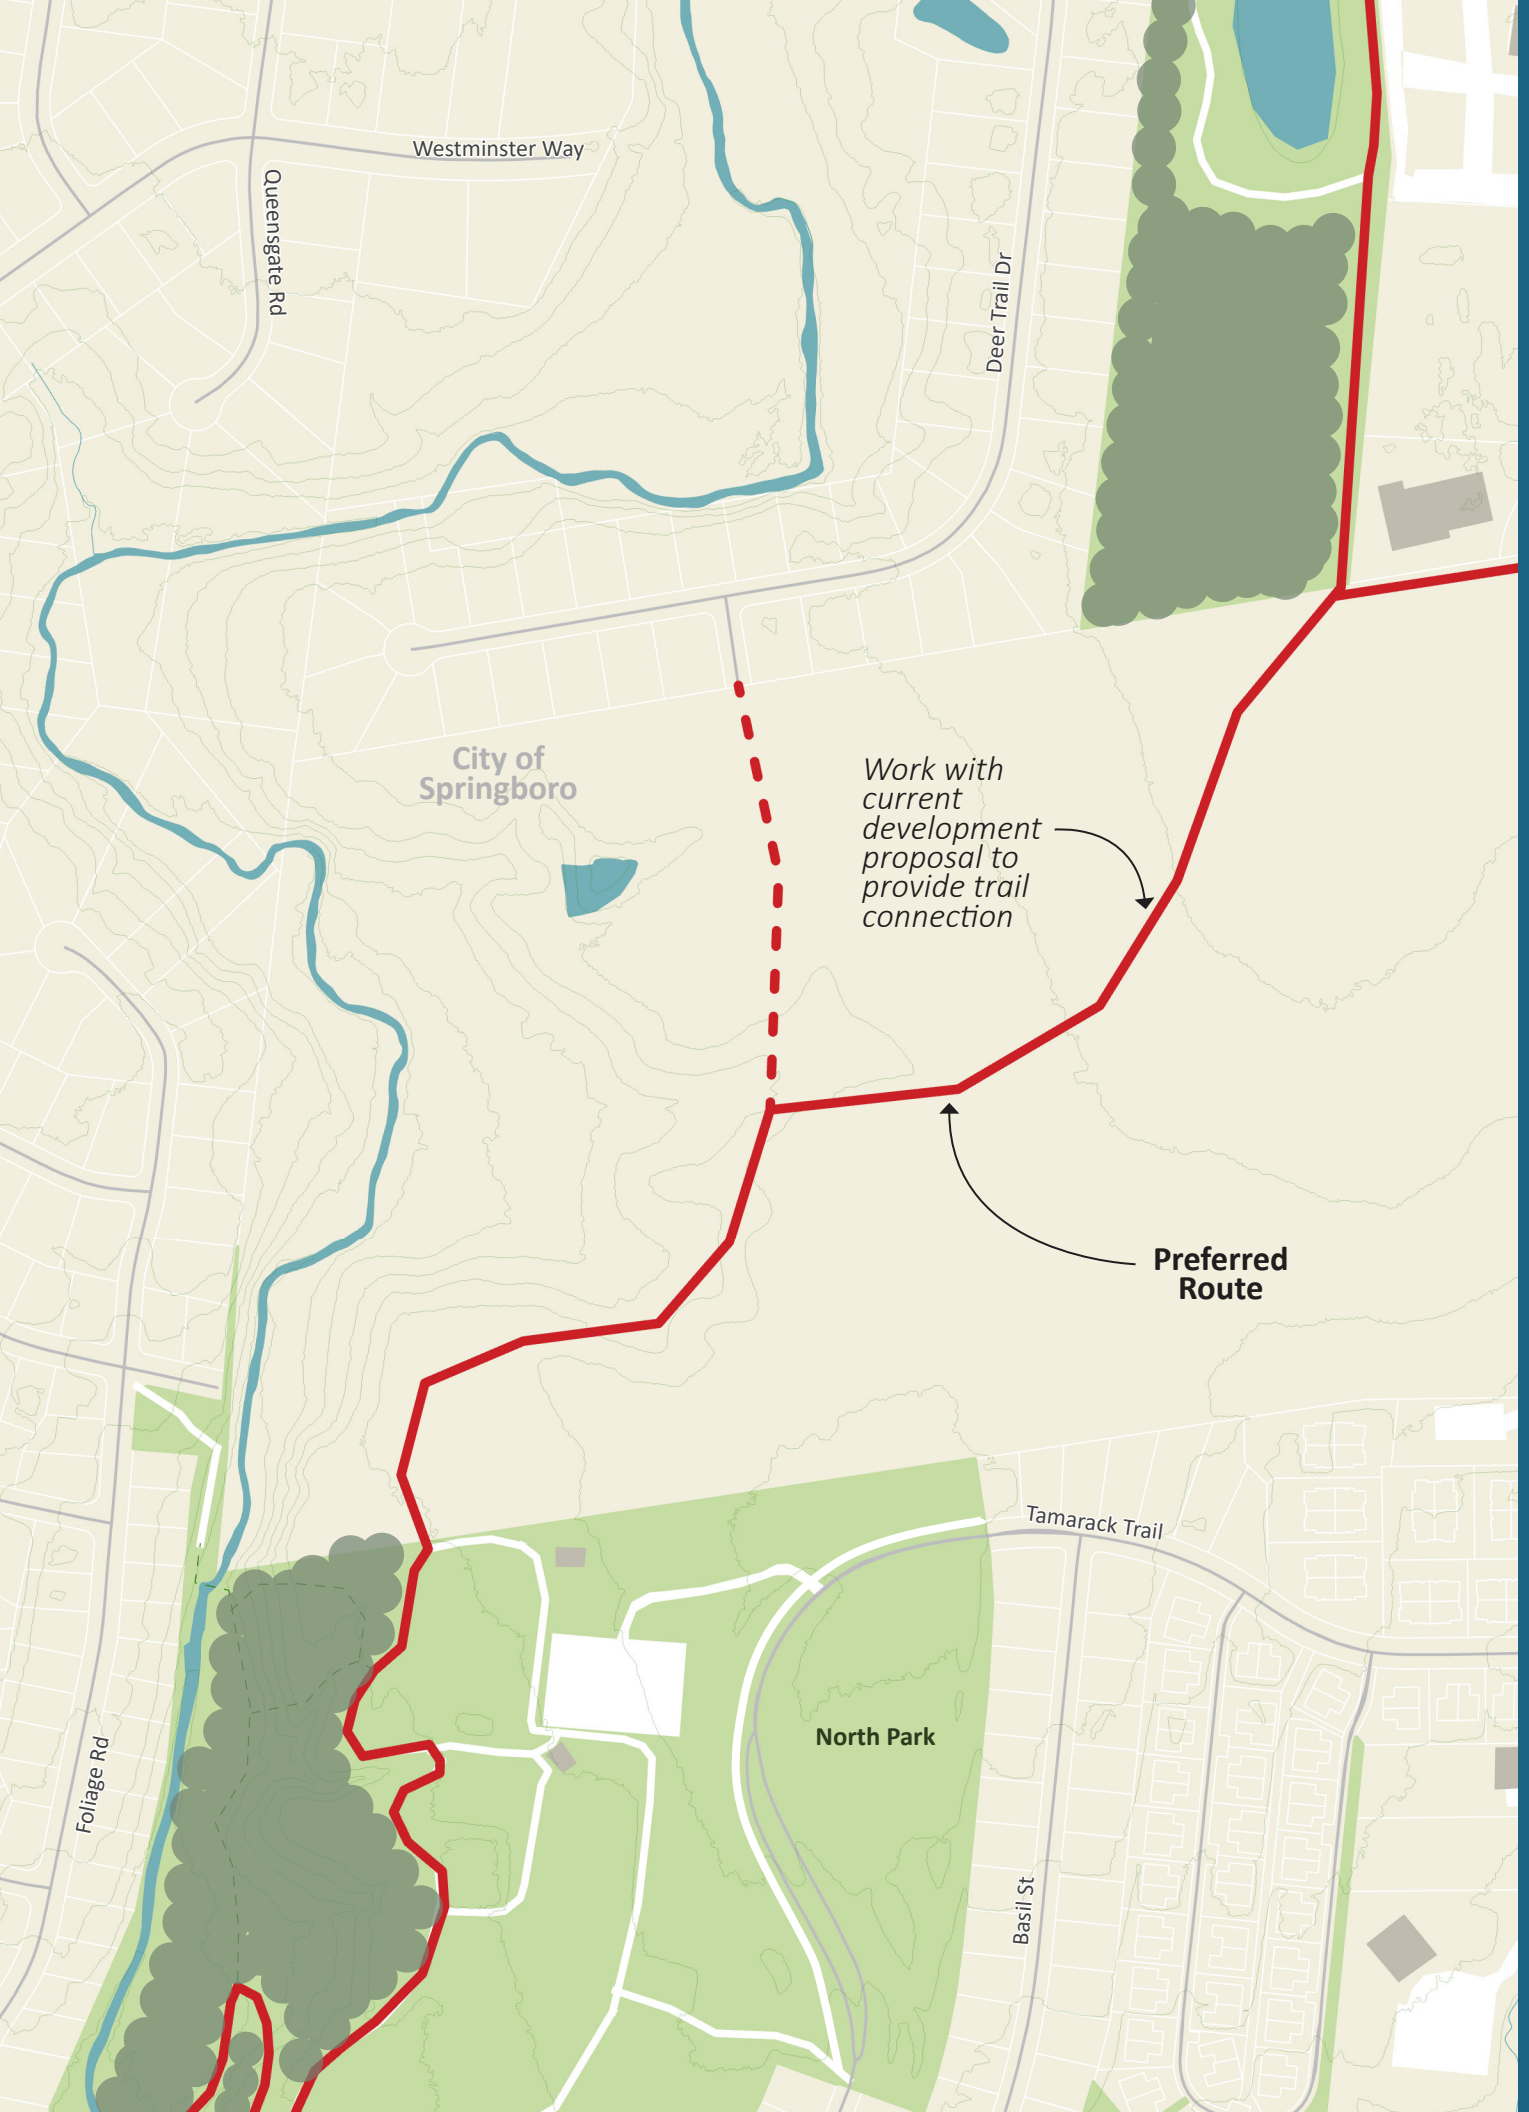 Westminster Way
Queensgate Rd
Deer Trail Dr
City of
Springboro
Work with
current
development
proposal to
provide trail
connection
Preferred
Route
Tamarack Trail
North Park
Foliage Rd
Basil St